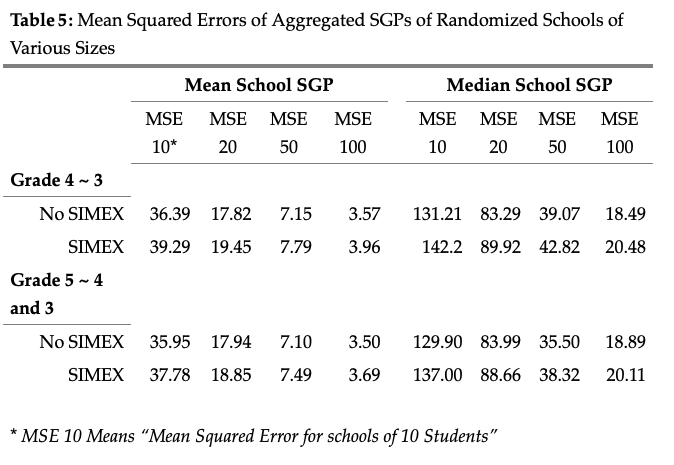 Table 5: Mean Squared Errors of Aggregated SGPs of Randomized Schools of
Various Sizes
Mean School SGP Median School SGP
MSE MSE MSE MSE MSE MSE MSE MSE
10* 20 50 100 10 20 50 100
Grade 4 ~ 3
No SIMEX 36.39 17.82 7.15 3.57 131.21 83.29 39.07 18.49
SIMEX 39.29 19.45 7.79 3.96 142.2 89.92 42.82 20.48
Grade 5 ~ 4
and 3
No SIMEX 35.95 17.94 7.10 3.50 129.90 83.99 35.50 18.89
SIMEX 37.78 18.85 7.49 3.69 137.00 88.66 38.32 20.11
* MSE 10 Means “Mean Squared Error for schools of 10 Students”